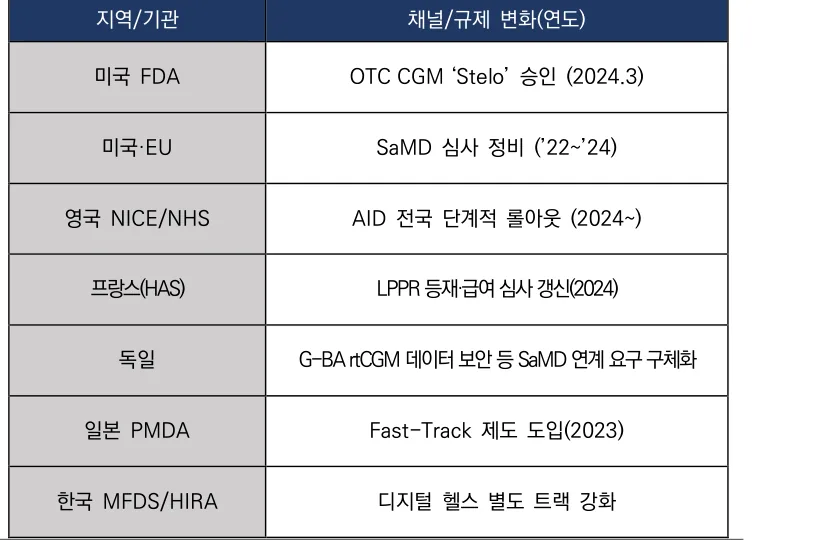 지역/기관 채널/규제 변화(연도)
미국 FDA OTC CGM ‘Stelo’ 승인 (2024.3)
미국·EU SaMD 심사 정비 (’22~’24)
영국 NICE/NHS AID 전국 단계적 롤아웃 (2024~)
프랑스(HAS) LPPR 등재·급여 심사 갱신(2024)
독일 G-BA rtCGM 데이터 보안 등 SaMD 연계 요구 구체화
일본 PMDA Fast-Track 제도 도입(2023)
한국 MFDS/HIRA 디지털 헬스 별도 트랙 강화